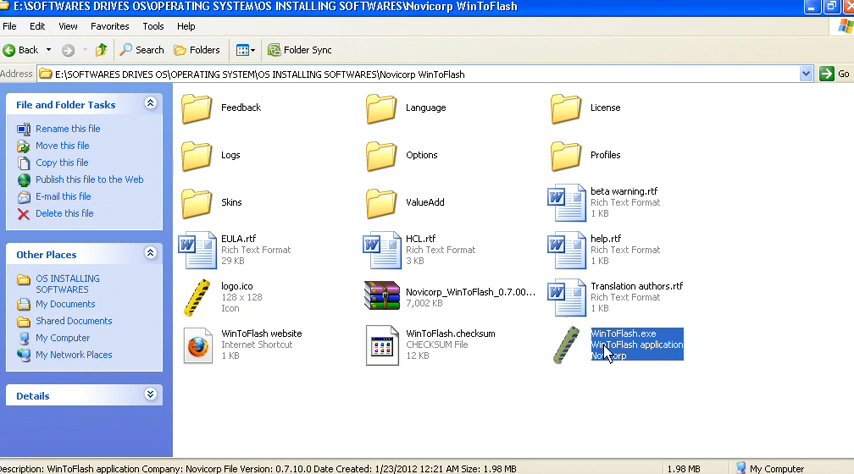 E:\SOFTWARES DRIVES OS\OPERATING SYSTEM\OS INSTALLING SOFTWARES\Novicorp WinToFlash
File Edit View Favorites Tools Help
Back Search Folders Folder Sync
Address E:\SOFTWARES DRIVES OS\OPERATING SYSTEM\OS INSTALLING SOFTWARES\Novicorp WinToFlash Go
File and Folder Tasks
Rename this file
Move this file
Copy this file
Publish this file to the Web
E-mail this file
Delete this file
Other Places
OS INSTALLING
SOFTWARES
My Documents
Shared Documents
My Computer
My Network Places
Details
Feedback
Language
License
Logs
Options
Profiles
Skins
ValueAdd
beta warning.rtf
Rich Text Format
1 KB
EULA.rtf
Rich Text Format
29 KB
HCL.rtf
Rich Text Format
3 KB
help.rtf
Rich Text Format
1 KB
logo.ico
128 x 128
Icon
Novicorp_WinToFlash_0.7.00...
7,002 KB
Translation authors.rtf
Rich Text Format
1 KB
WinToFlash website
Internet Shortcut
1 KB
WinToFlash.checksum
CHECKSUM File
12 KB
WinToFlash.exe
WinToFlash application
Novicorp
Description: WinToFlash application Company: Novicorp File Version: 0.7.10.0 Date Created: 1/23/2012 12:21 AM Size: 1.98 MB 1.98 MB My Computer